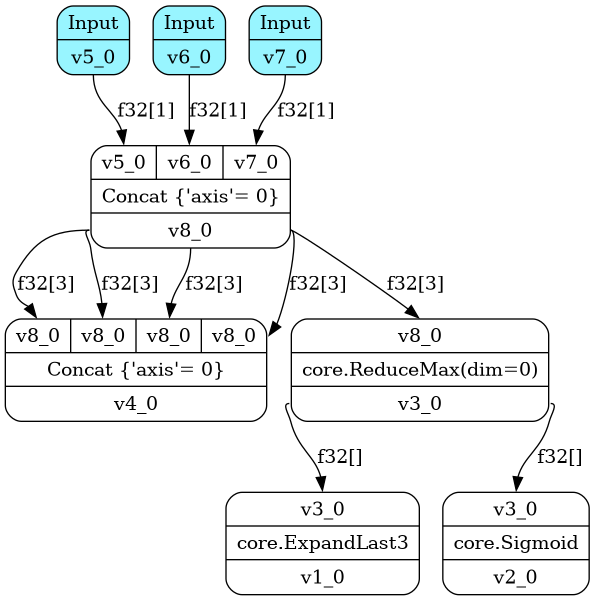 Input Input Input
v5_0 v6_0 v7_0
f32[1] f32[1] f32[1]
v5_0 v6_0 v7_0
Concat {'axis'= 0}
v8_0
f32[3] f32[3] f32[3] f32[3] f32[3]
v8_0 v8_0 v8_0 v8_0 v8_0
Concat {'axis'= 0} core.ReduceMax(dim=0)
v4_0 v3_0
f32[] f32[]
v3_0 v3_0
core.ExpandLast3 core.Sigmoid
v1_0 v2_0